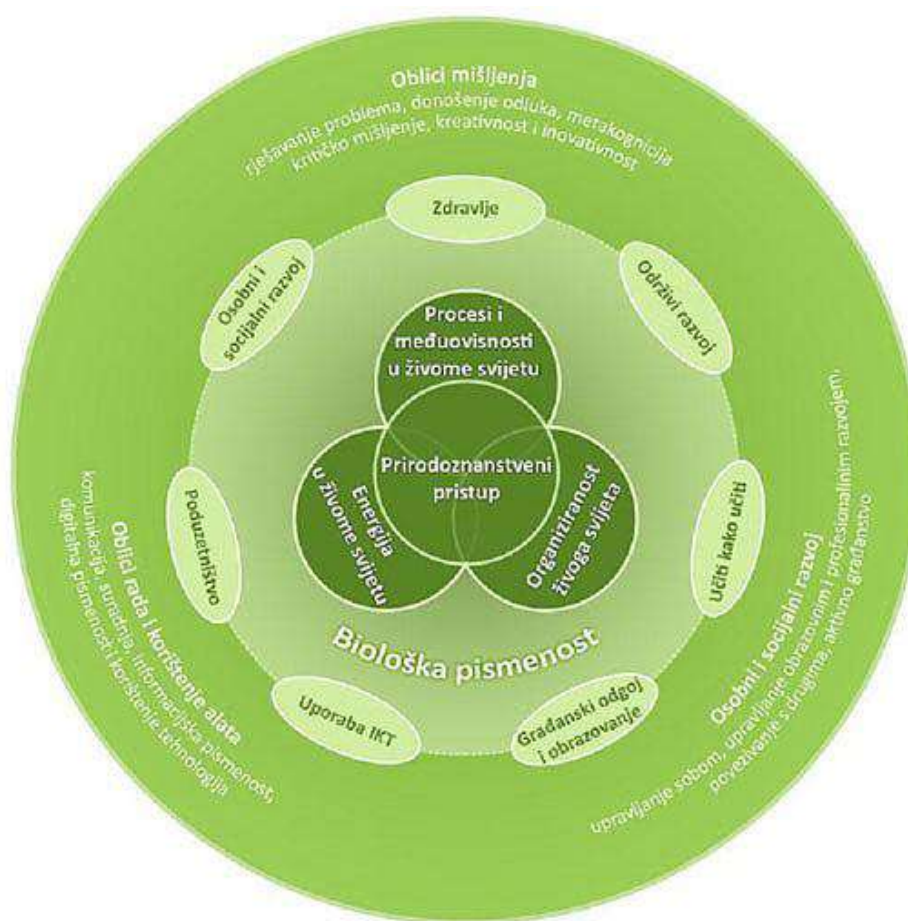 Oblici mišljenja
rješavanje problema, donošenje odluka, metakognicija
kritičko mišljenje, kreativnost i inovativnost
Zdravlje
Osobni i
socijalni razvoj
Održivi razvoj
Procesi i
međuovisnosti
u živome svijetu
Prirodoznanstveni
pristup
Energija
u živome svijetu
Organiziranost
živoga svijeta
Poduzetništvo
Učiti kako učiti
Biološka pismenost
Uporaba IKT
Građanski odgoj
i obrazovanje
Oblici rada i korištenje alata
komunikacija, suradnja, informacijska pismenost,
digitalna pismenost i korištenje tehnologija
Osobni i socijalni razvoj
upravljanje sobom, upravljanje obrazovnim i profesionalnim razvojem,
povezivanje s drugima, aktivno građanstvo